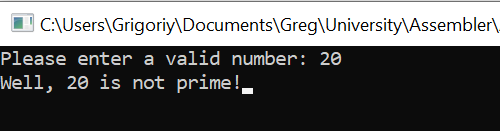 C:\Users\Grigoriy\Documents\Greg\University\Assembler\
Please enter a valid number: 20
Well, 20 is not prime!